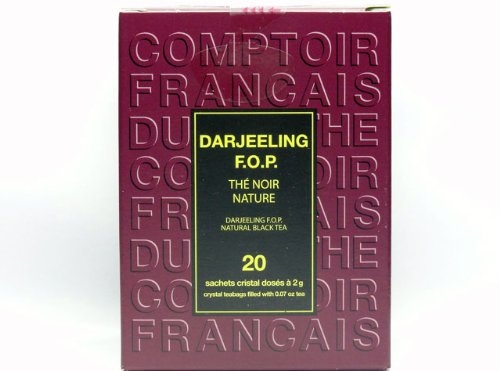 COMPTOIR
FRANCAIS
DU THE
COMPTOIR
FRANCAIS
DU THE
COMPTOIR
FRANCAIS
DARJEELING
F.O.P.
THÉ NOIR
NATURE
DARJEELING F.O.P.
NATURAL BLACK TEA
20
sachets cristal dosés à 2 g
crystal teabags filled with 0.07 oz tea